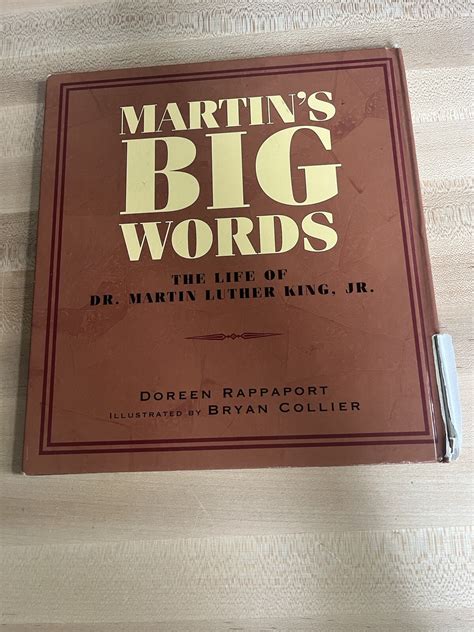 MARTIN'S
BIG
WORDS
THE LIFE OF
DR. MARTIN LUTHER KING, JR.
DOREEN RAPPAPORT
ILLUSTRATED BY BRYAN COLLIER